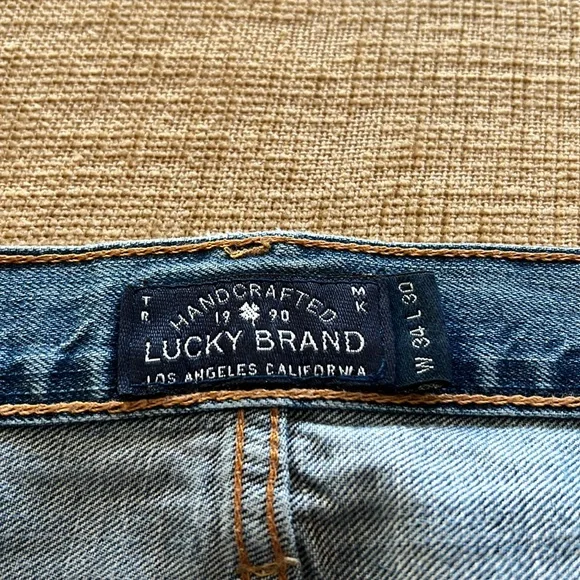 HANDCRAFTED
TR MK
19 90
LUCKY BRAND
LOS ANGELES CALIFORNIA
W 34 L 30